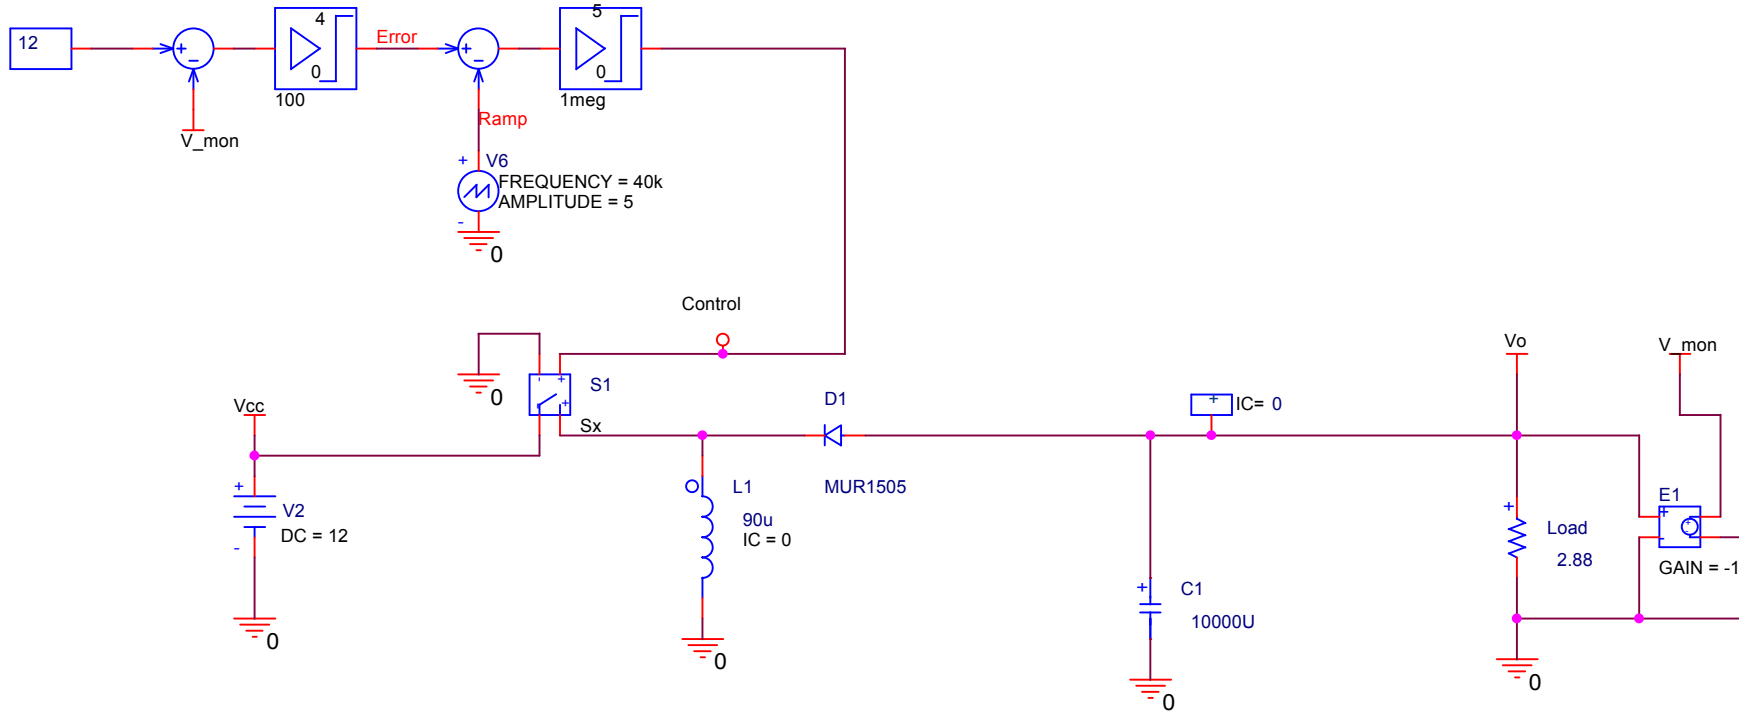 12
4
0
100
Error
5
0
1meg
V_mon
Ramp
V6
FREQUENCY = 40k
AMPLITUDE = 5
0
Control
0
S1
Vcc
Sx
D1
MUR1505
IC= 0
Vo
V_mon
V2
DC = 12
0
L1
90u
IC = 0
0
C1
10000U
0
Load
2.88
0
E1
GAIN = -1